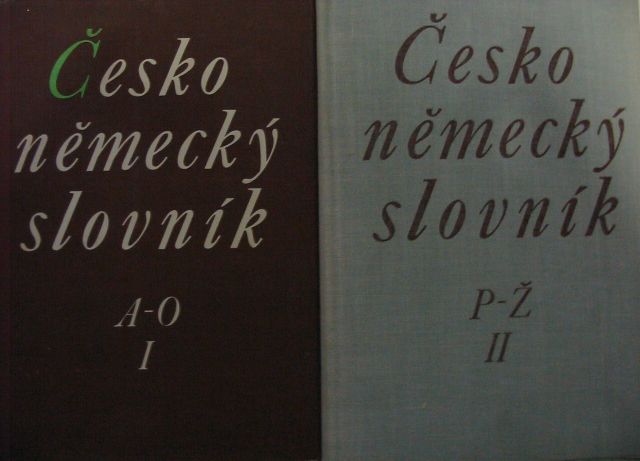 Česko
německý
slovník
A-O
I
Česko
německý
slovník
P-Ž
II